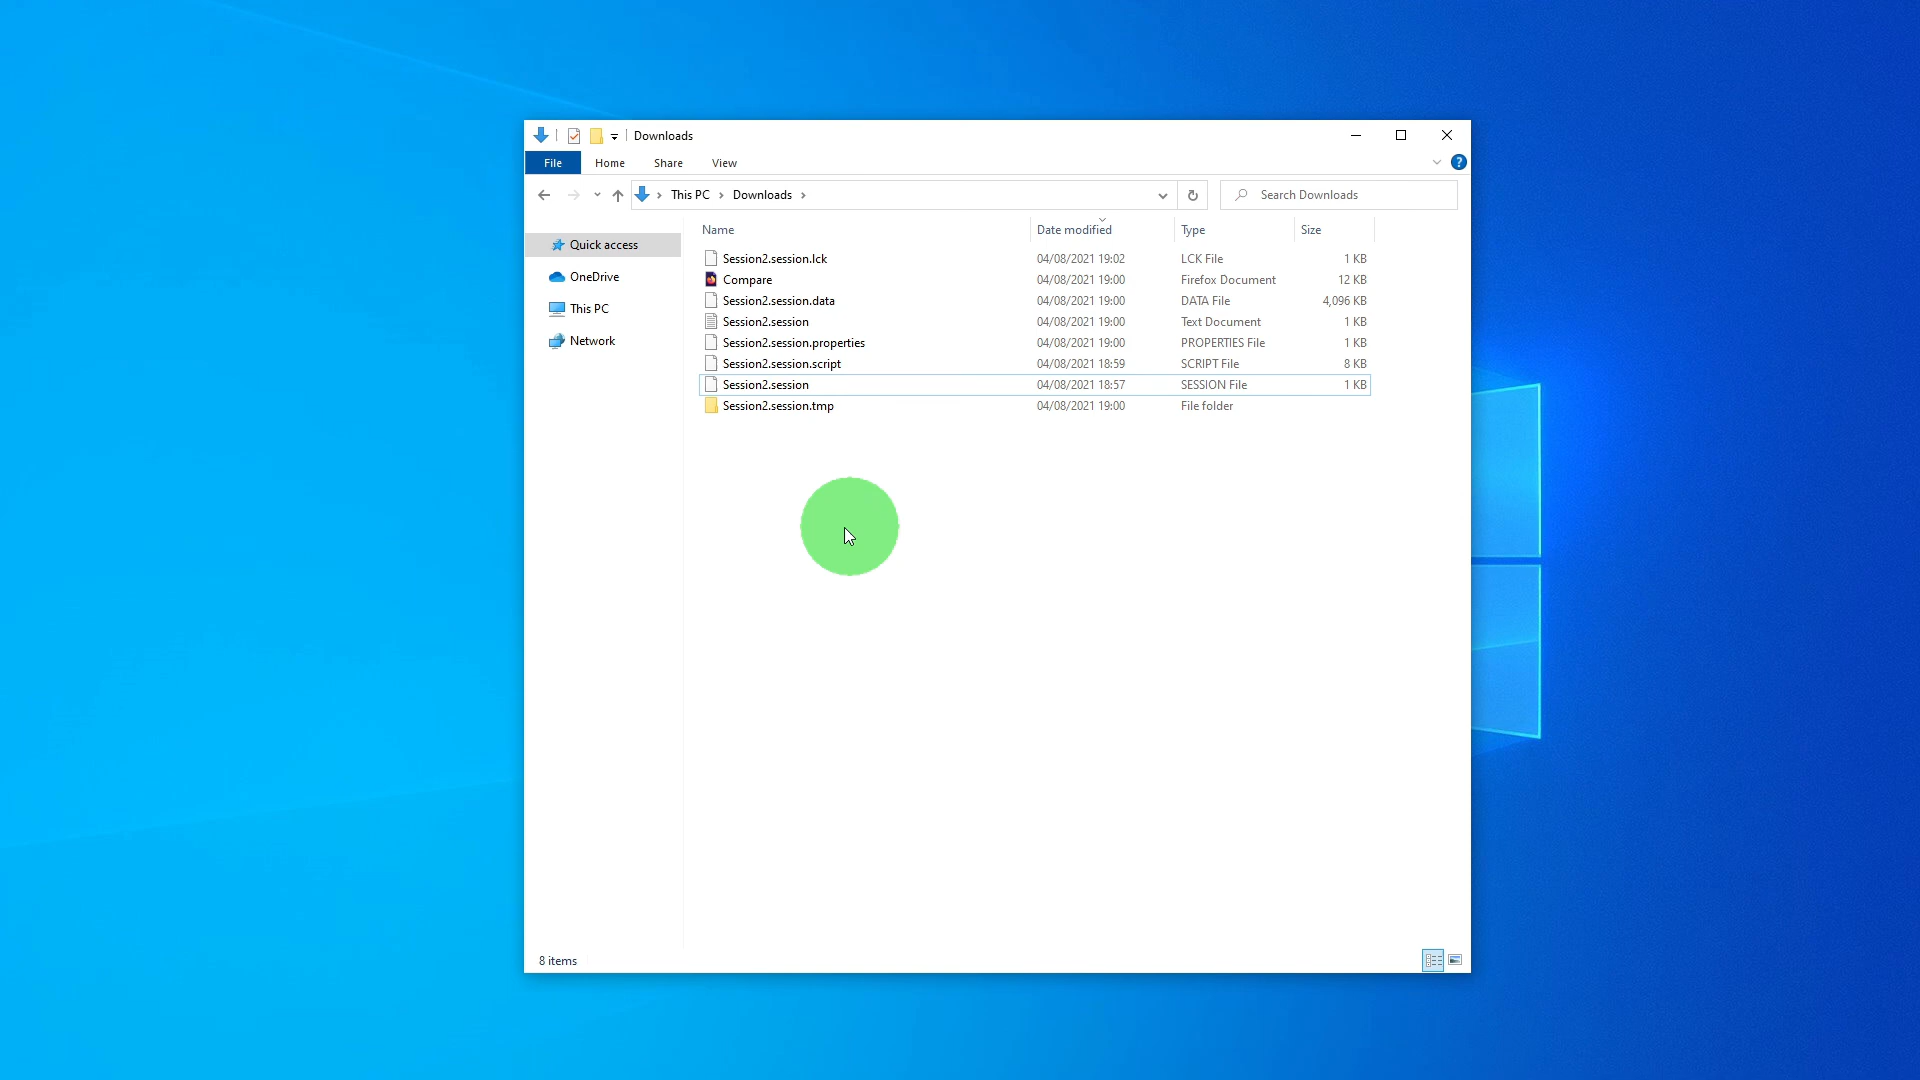 Downloads
File Home Share View ?
This PC Downloads Search Downloads
Name Date modified Type Size
Quick access
OneDrive
This PC
Network
Session2.session.lck 04/08/2021 19:02 LCK File 1 KB
Compare 04/08/2021 19:00 Firefox Document 12 KB
Session2.session.data 04/08/2021 19:00 DATA File 4,096 KB
Session2.session 04/08/2021 19:00 Text Document 1 KB
Session2.session.properties 04/08/2021 19:00 PROPERTIES File 1 KB
Session2.session.script 04/08/2021 18:59 SCRIPT File 8 KB
Session2.session 04/08/2021 18:57 SESSION File 1 KB
Session2.session.tmp 04/08/2021 19:00 File folder
8 items